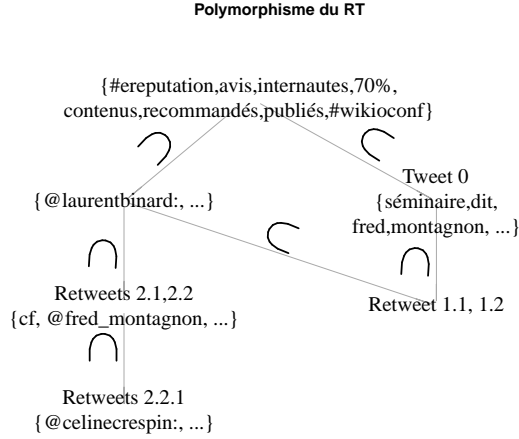 Polymorphisme du RT
{#ereputation,avis,internautes,70%,
contenus,recommandés,publiés,#wikioconf}
Tweet 0
{séminaire,dit,
fred,montagnon, ...}
{@laurentbinard:, ...}
Retweets 2.1,2.2
{cf, @fred_montagnon, ...}
Retweet 1.1, 1.2
Retweets 2.2.1
{@celinecrespin:, ...}